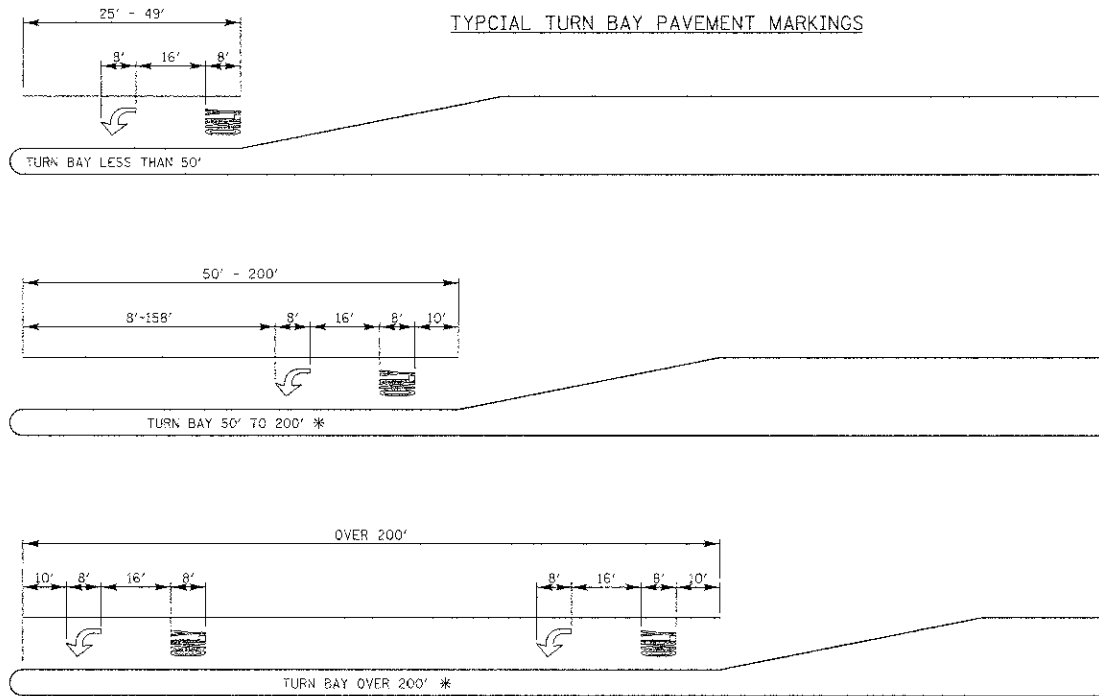 TYPCIAL TURN BAY PAVEMENT MARKINGS
25' - 49'
8' 16' 8'
TURN BAY LESS THAN 50'
50' - 200'
8'-158' 8' 16' 8' 10'
TURN BAY 50' TO 200' *
OVER 200'
10' 8' 16' 8' 8' 16' 8' 10'
TURN BAY OVER 200' *